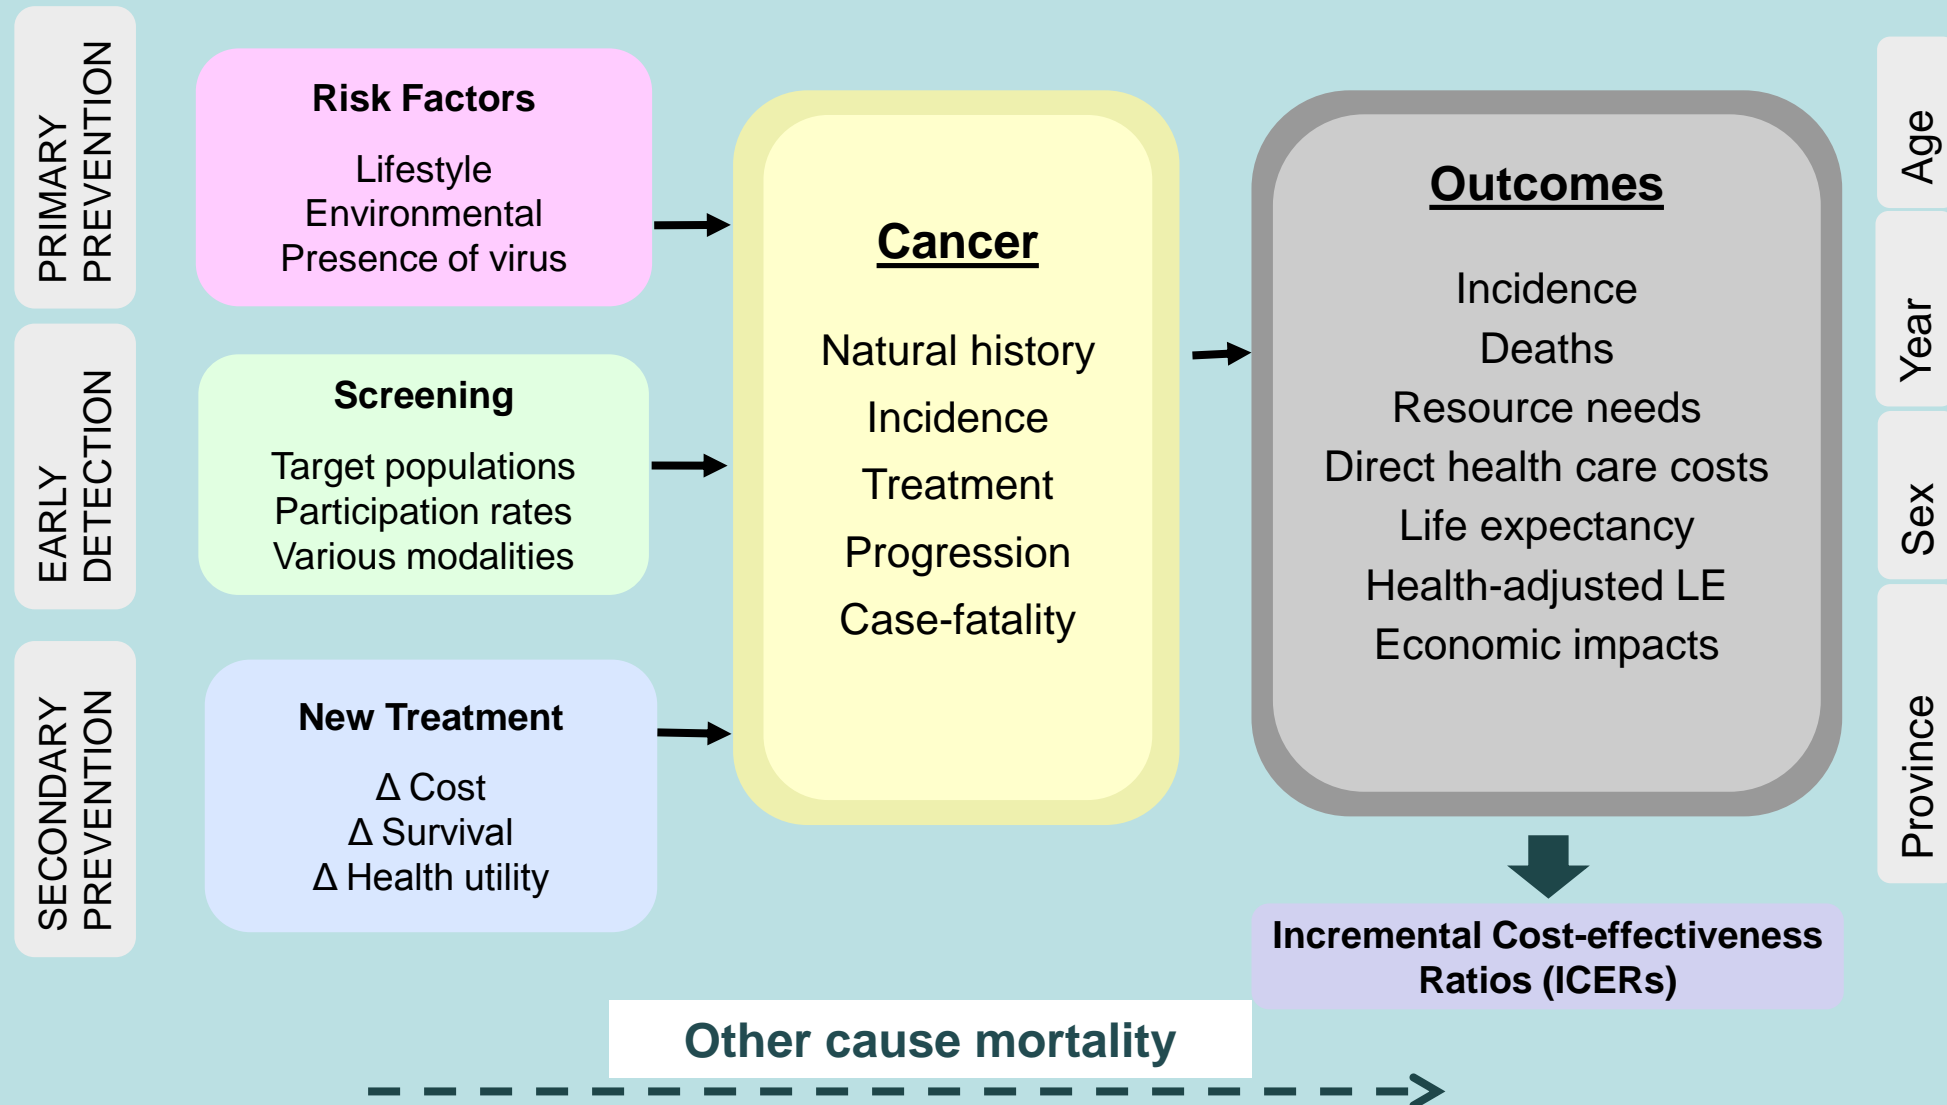 PRIMARY
PREVENTION
Risk Factors
Lifestyle
Environmental
Presence of virus
EARLY
DETECTION
Screening
Target populations
Participation rates
Various modalities
SECONDARY
PREVENTION
New Treatment
Δ Cost
Δ Survival
Δ Health utility
Cancer
Natural history
Incidence
Treatment
Progression
Case-fatality
Outcomes
Incidence
Deaths
Resource needs
Direct health care costs
Life expectancy
Health-adjusted LE
Economic impacts
Incremental Cost-effectiveness
Ratios (ICERs)
Age
Year
Sex
Province
Other cause mortality